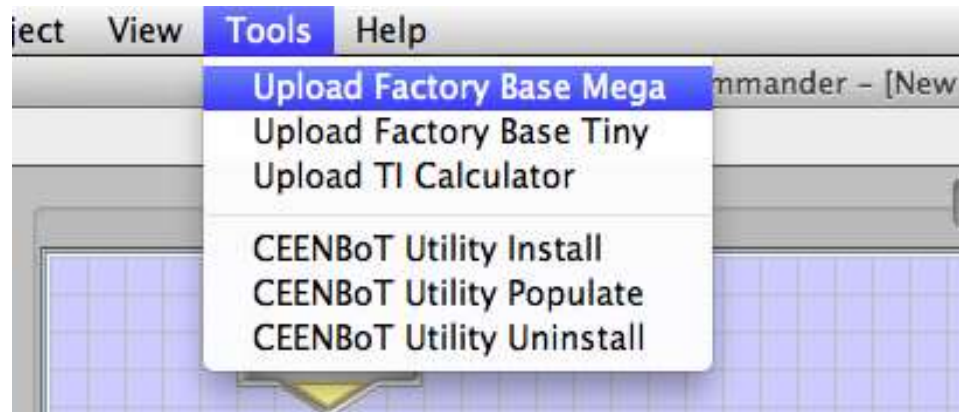 ject View Tools Help
mmander – [New
Upload Factory Base Mega
Upload Factory Base Tiny
Upload TI Calculator
CEENBoT Utility Install
CEENBoT Utility Populate
CEENBoT Utility Uninstall